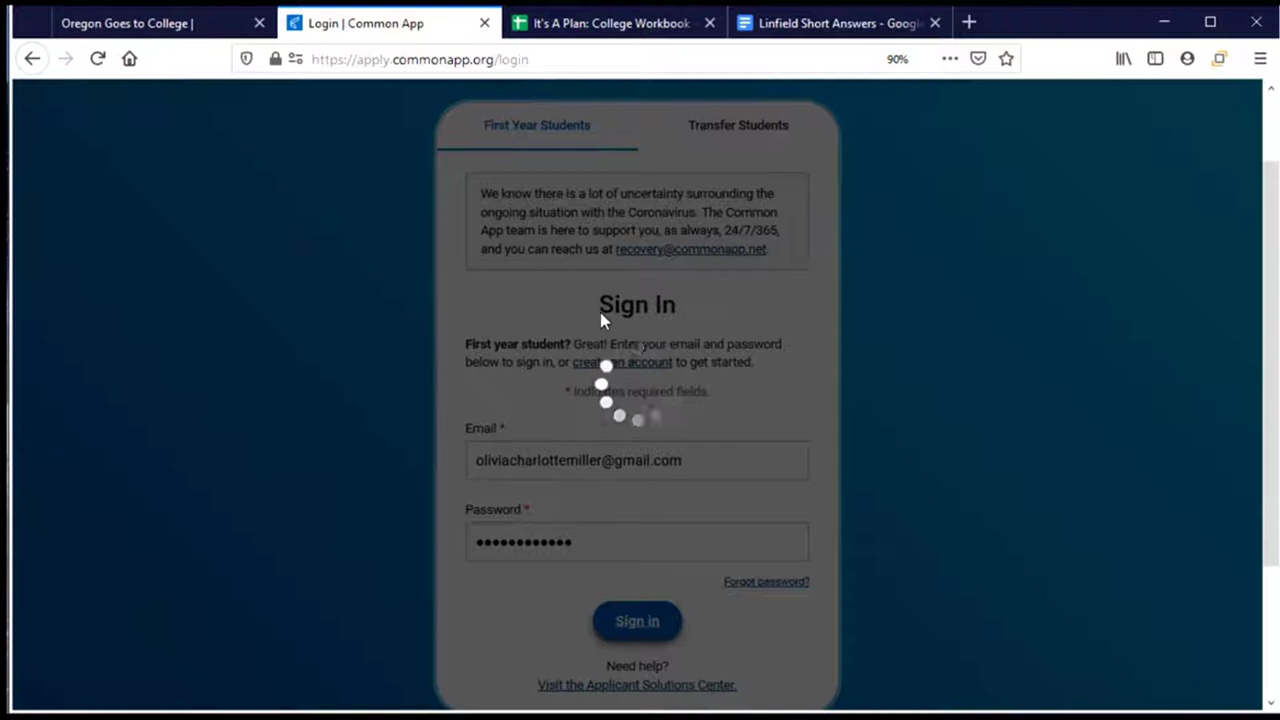 Oregon Goes to College |
Login | Common App
It's A Plan: College Workbook
Linfield Short Answers - Google
https://apply.commonapp.org/login
90%
First Year Students
Transfer Students
We know there is a lot of uncertainty surrounding the
ongoing situation with the Coronavirus. The Common
App team is here to support you, as always, 24/7/365,
and you can reach us at recovery@commonapp.net.
Sign In
First year student? Great! Enter your email and password
below to sign in, or create an account to get started.
* Indicates required fields.
Email *
oliviacharlottemiller@gmail.com
Password *
••••••••••••
Forgot password?
Sign in
Need help?
Visit the Applicant Solutions Center.